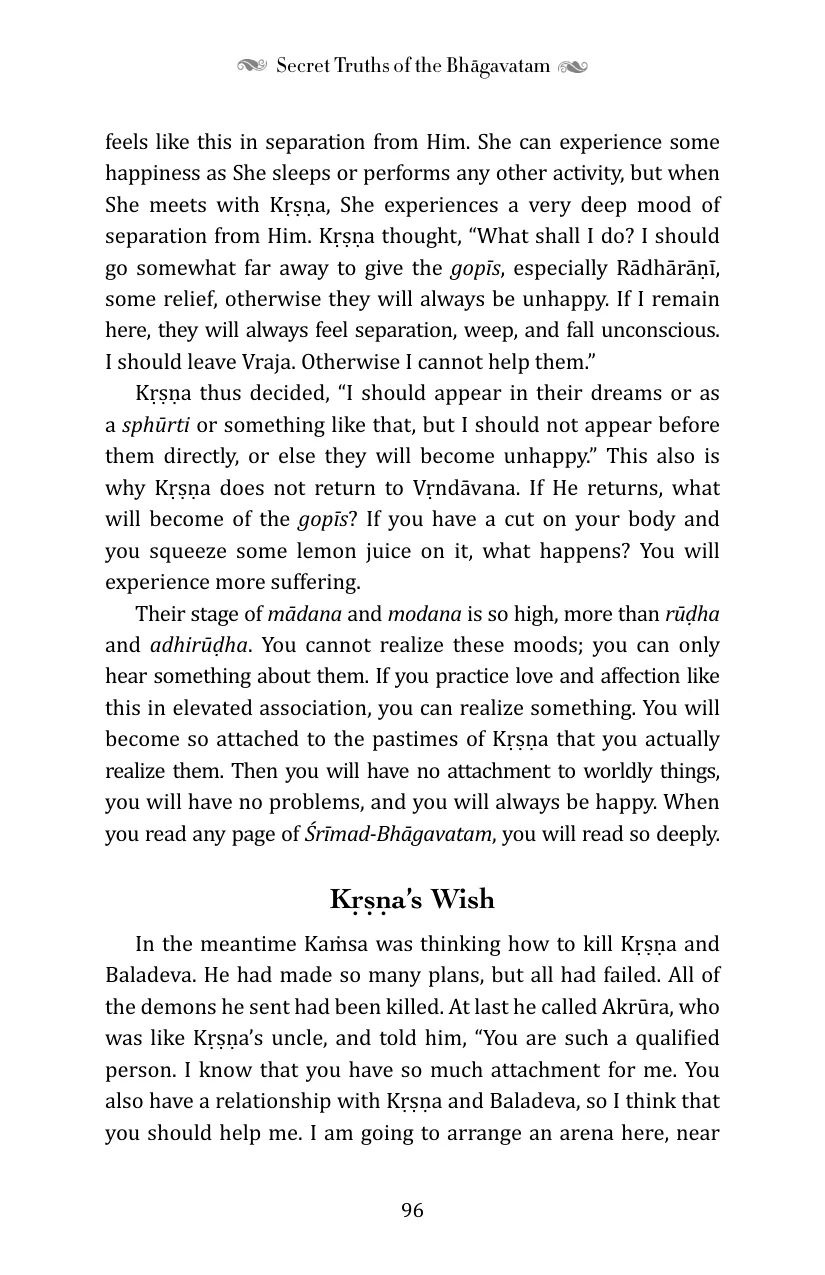 Secret Truths of the Bhāgavatam
feels like this in separation from Him. She can experience some
happiness as She sleeps or performs any other activity, but when
She meets with Kṛṣṇa, She experiences a very deep mood of
separation from Him. Kṛṣṇa thought, “What shall I do? I should
go somewhat far away to give the gopīs, especially Rādhārāṇī,
some relief, otherwise they will always be unhappy. If I remain
here, they will always feel separation, weep, and fall unconscious.
I should leave Vraja. Otherwise I cannot help them.”
Kṛṣṇa thus decided, “I should appear in their dreams or as
a sphūrti or something like that, but I should not appear before
them directly, or else they will become unhappy.” This also is
why Kṛṣṇa does not return to Vṛndāvana. If He returns, what
will become of the gopīs? If you have a cut on your body and
you squeeze some lemon juice on it, what happens? You will
experience more suffering.
Their stage of mādana and modana is so high, more than rūḍha
and adhirūḍha. You cannot realize these moods; you can only
hear something about them. If you practice love and affection like
this in elevated association, you can realize something. You will
become so attached to the pastimes of Kṛṣṇa that you actually
realize them. Then you will have no attachment to worldly things,
you will have no problems, and you will always be happy. When
you read any page of Śrīmad-Bhāgavatam, you will read so deeply.
Kṛṣṇa’s Wish
In the meantime Kaṁsa was thinking how to kill Kṛṣṇa and
Baladeva. He had made so many plans, but all had failed. All of
the demons he sent had been killed. At last he called Akrūra, who
was like Kṛṣṇa’s uncle, and told him, “You are such a qualified
person. I know that you have so much attachment for me. You
also have a relationship with Kṛṣṇa and Baladeva, so I think that
you should help me. I am going to arrange an arena here, near
96